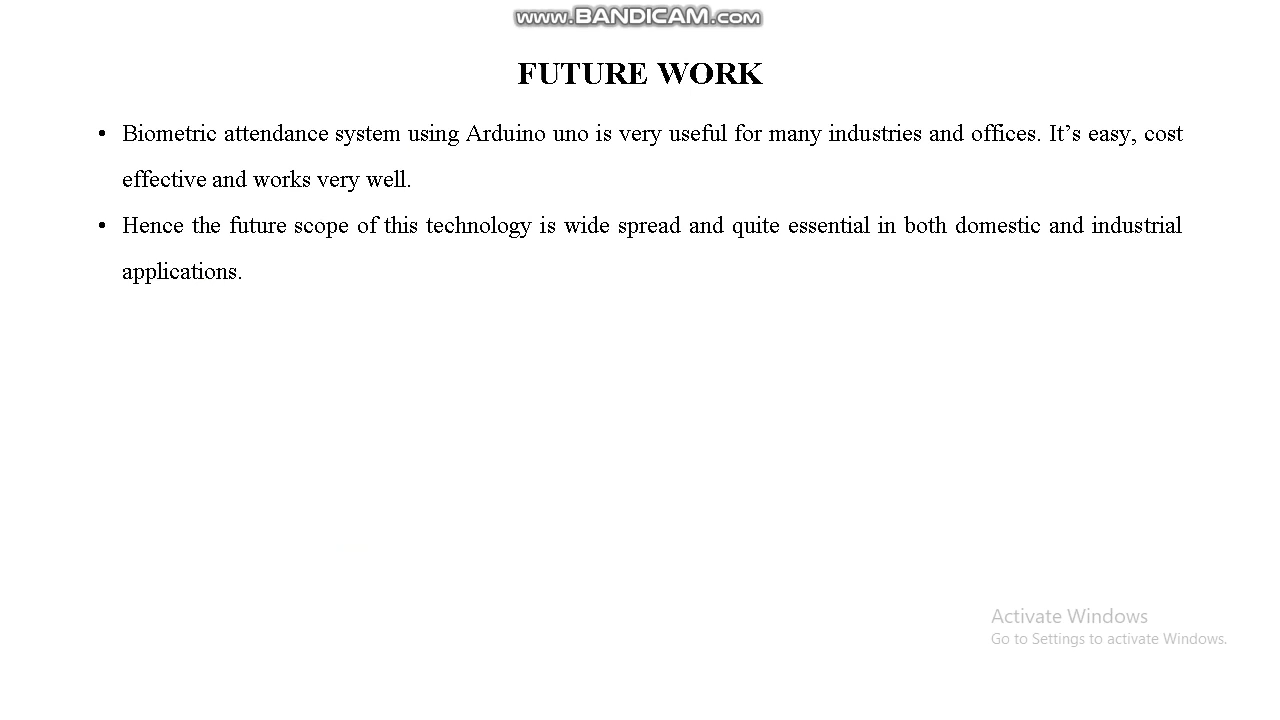 www.BANDICAM.com
FUTURE WORK
• Biometric attendance system using Arduino uno is very useful for many industries and offices. It’s easy, cost
effective and works very well.
• Hence the future scope of this technology is wide spread and quite essential in both domestic and industrial
applications.
Activate Windows
Go to Settings to activate Windows.